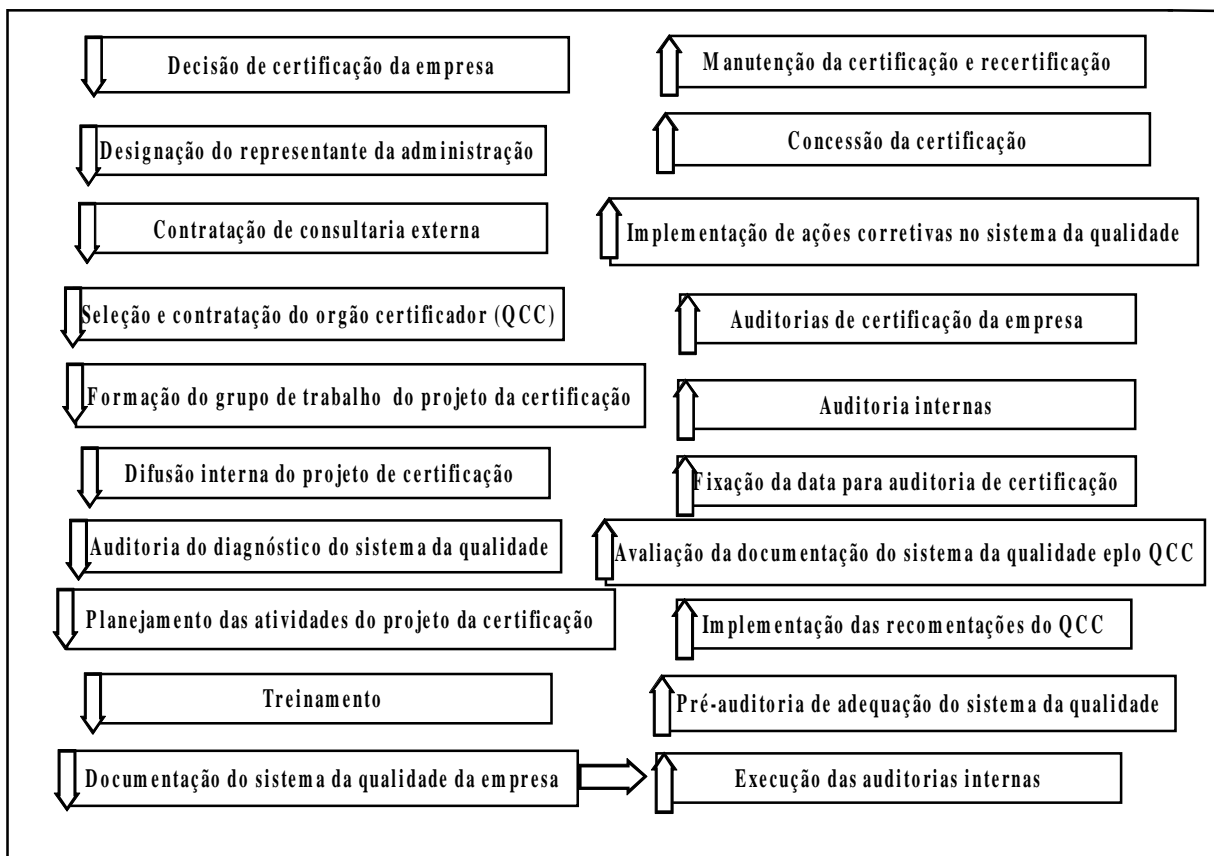 Decisão de certificação da empresa
Designação do representante da administração
Contratação de consultaria externa
Seleção e contratação do orgão certificador (QCC)
Formação do grupo de trabalho do projeto da certificação
Difusão interna do projeto de certificação
Auditoria do diagnóstico do sistema da qualidade
Planejamento das atividades do projeto da certificação
Treinamento
Documentação do sistema da qualidade da empresa
Manutenção da certificação e recertificação
Concessão da certificação
Implementação de ações corretivas no sistema da qualidade
Auditorias de certificação da empresa
Auditoria internas
Fixação da data para auditoria de certificação
Avaliação da documentação do sistema da qualidade eplo QCC
Implementação das recomentações do QCC
Pré-auditoria de adequação do sistema da qualidade
Execução das auditorias internas